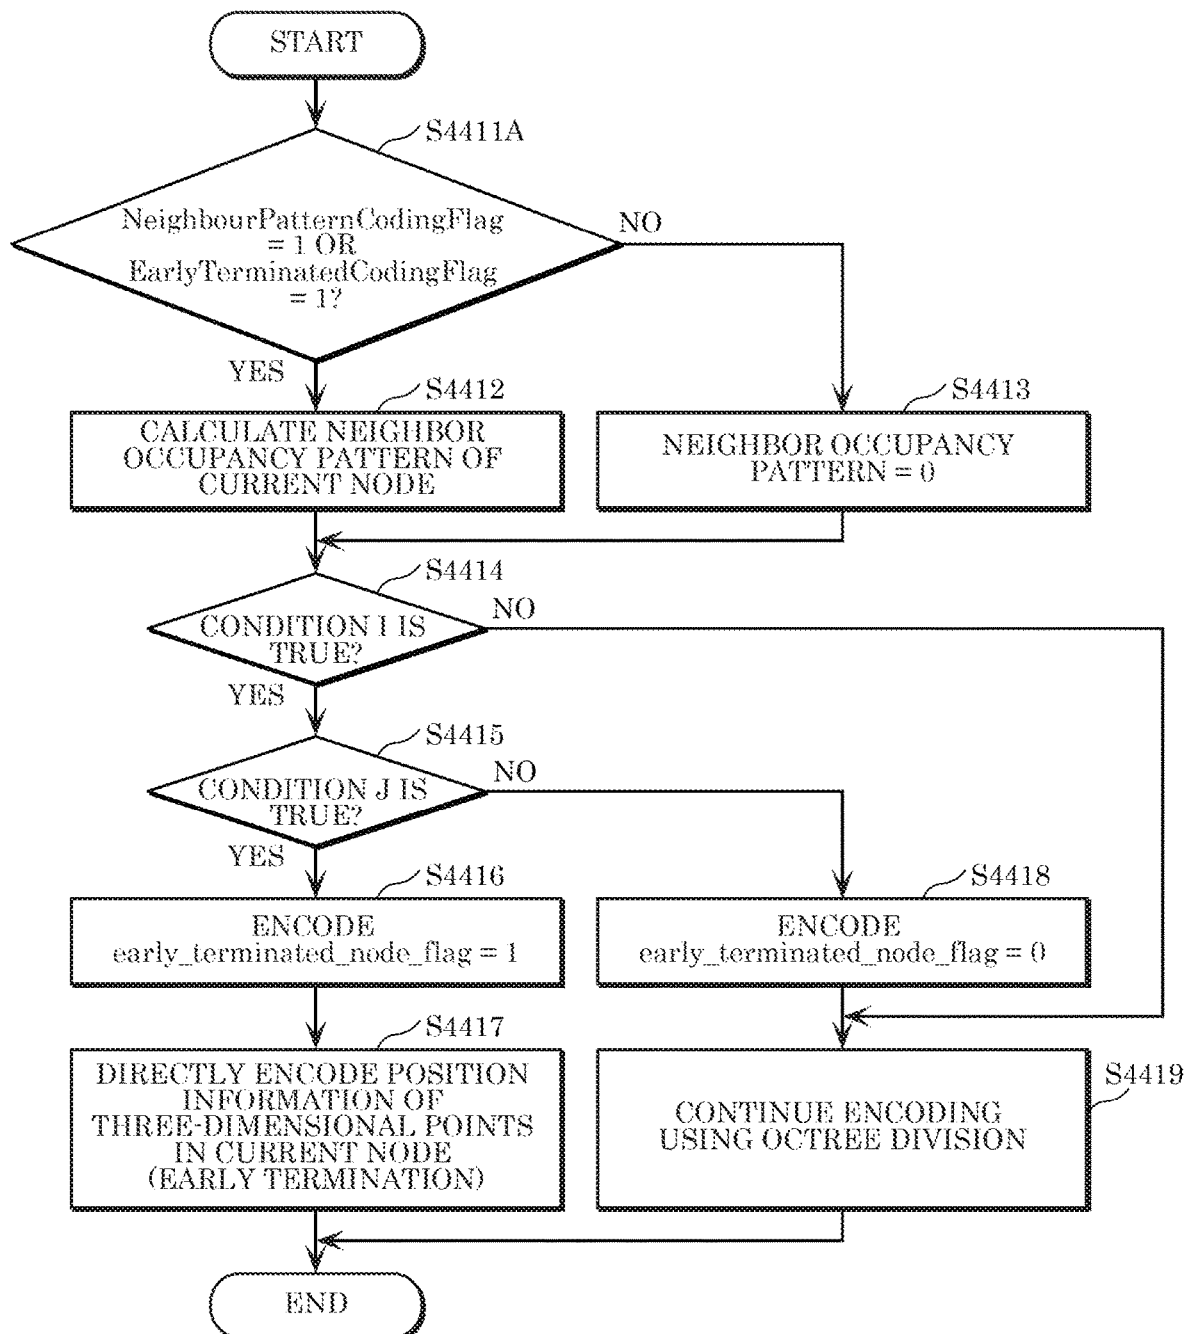 START
S4411A
NeighbourPatternCodingFlag
= 1 OR
EarlyTerminatedCodingFlag
= 1?
NO
YES
S4412
CALCULATE NEIGHBOR
OCCUPANCY PATTERN OF
CURRENT NODE
S4413
NEIGHBOR OCCUPANCY
PATTERN = 0
S4414
CONDITION I IS
TRUE?
NO
YES
S4415
CONDITION J IS
TRUE?
NO
YES
S4416
ENCODE
early_terminated_node_flag = 1
S4418
ENCODE
early_terminated_node_flag = 0
S4417
DIRECTLY ENCODE POSITION
INFORMATION OF
THREE-DIMENSIONAL POINTS
IN CURRENT NODE
(EARLY TERMINATION)
S4419
CONTINUE ENCODING
USING OCTREE DIVISION
END